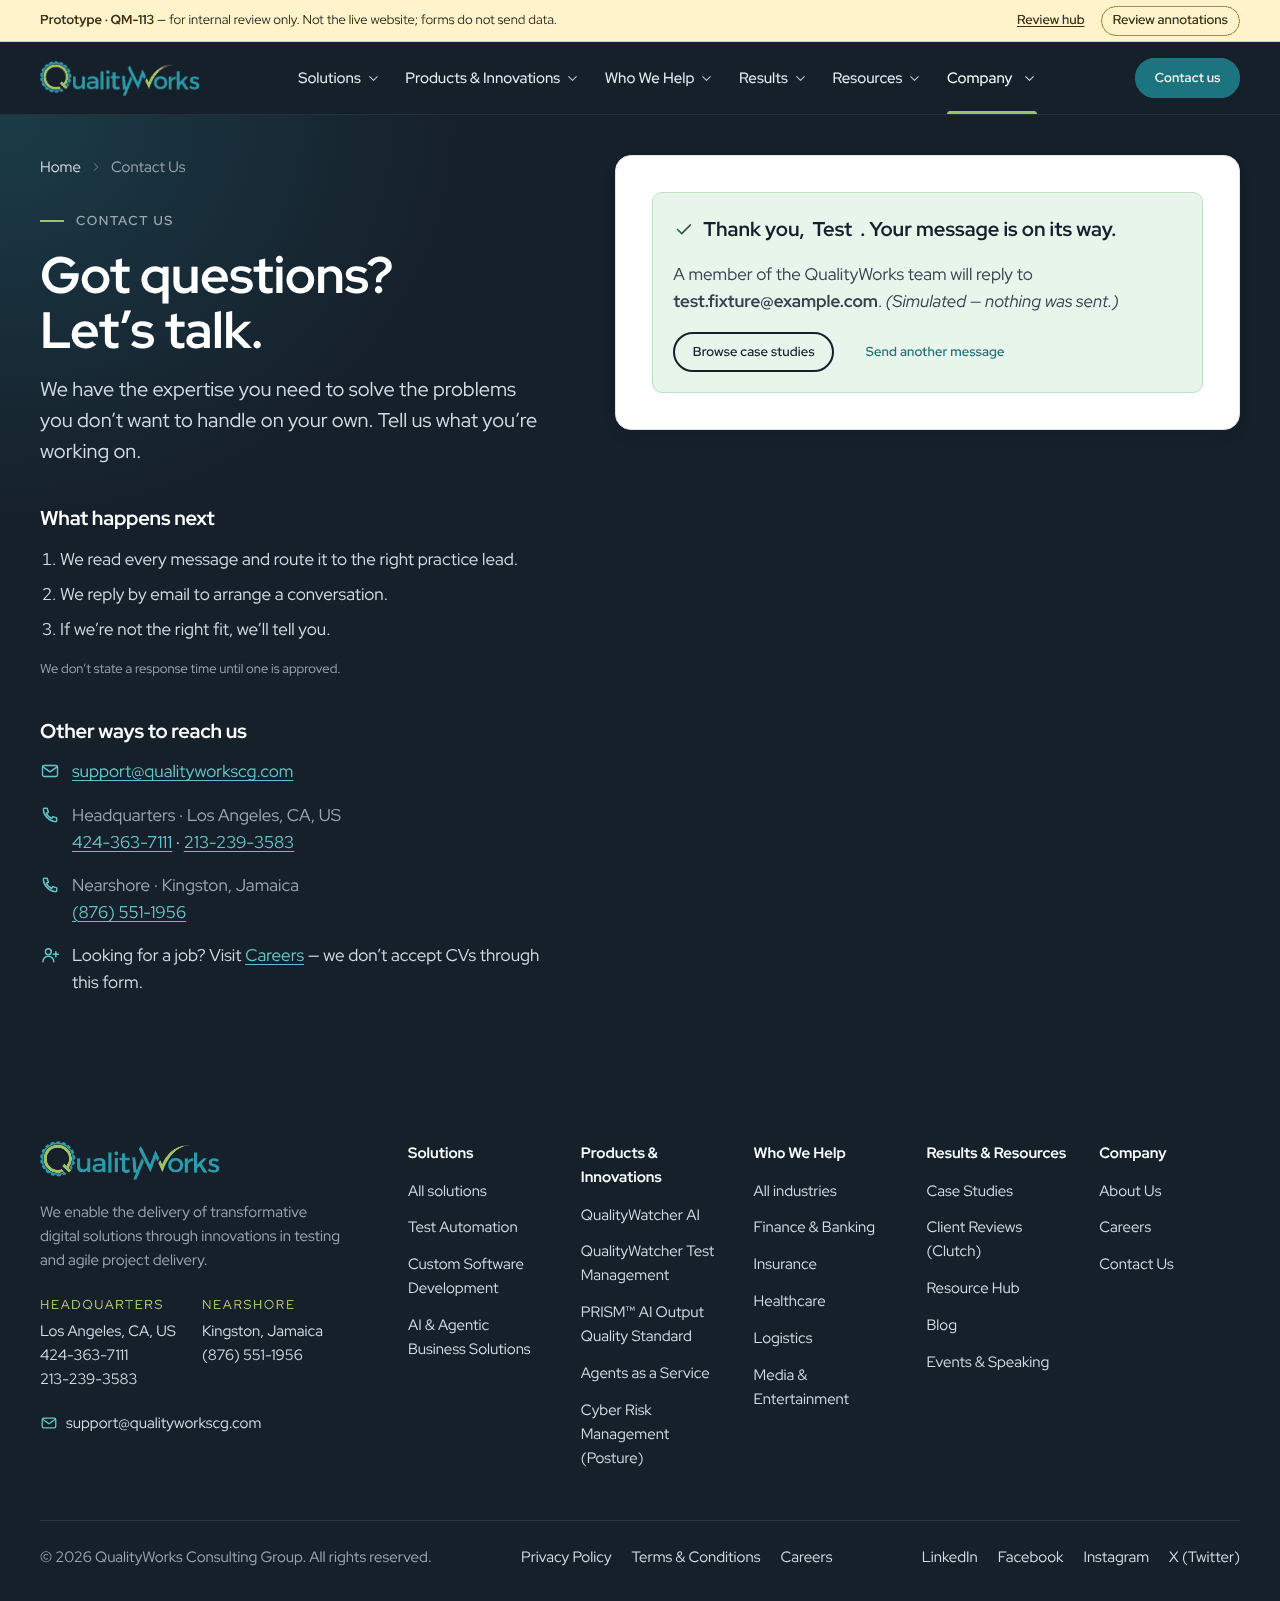 Prototype · QM-113 — for internal review only. Not the live website; forms do not send data.
Review hub
Review annotations
QualityWorks
Solutions
Products & Innovations
Who We Help
Results
Resources
Company
Contact us
Home
Contact Us
CONTACT US
Got questions?
Let’s talk.
We have the expertise you need to solve the problems
you don’t want to handle on your own. Tell us what you’re
working on.
What happens next
1. We read every message and route it to the right practice lead.
2. We reply by email to arrange a conversation.
3. If we’re not the right fit, we’ll tell you.
We don’t state a response time until one is approved.
Other ways to reach us
support@qualityworkscg.com
Headquarters · Los Angeles, CA, US
424-363-7111 · 213-239-3583
Nearshore · Kingston, Jamaica
(876) 551-1956
Looking for a job? Visit Careers — we don’t accept CVs through
this form.
Thank you, Test . Your message is on its way.
A member of the QualityWorks team will reply to
test.fixture@example.com. (Simulated — nothing was sent.)
Browse case studies
Send another message
QualityWorks
We enable the delivery of transformative
digital solutions through innovations in testing
and agile project delivery.
HEADQUARTERS
Los Angeles, CA, US
424-363-7111
213-239-3583
NEARSHORE
Kingston, Jamaica
(876) 551-1956
support@qualityworkscg.com
Solutions
All solutions
Test Automation
Custom Software
Development
AI & Agentic
Business Solutions
Products &
Innovations
QualityWatcher AI
QualityWatcher Test
Management
PRISM™ AI Output
Quality Standard
Agents as a Service
Cyber Risk
Management
(Posture)
Who We Help
All industries
Finance & Banking
Insurance
Healthcare
Logistics
Media &
Entertainment
Results & Resources
Case Studies
Client Reviews
(Clutch)
Resource Hub
Blog
Events & Speaking
Company
About Us
Careers
Contact Us
© 2026 QualityWorks Consulting Group. All rights reserved.
Privacy Policy
Terms & Conditions
Careers
LinkedIn
Facebook
Instagram
X (Twitter)